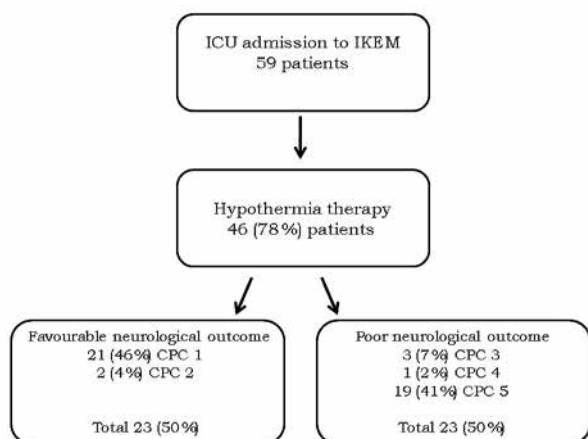 ICU admission to IKEM
59 patients
Hypothermia therapy
46 (78%) patients
Favourable neurological outcome
21 (46%) CPC 1
2 (4%) CPC 2
Total 23 (50%)
Poor neurological outcome
3 (7%) CPC 3
1 (2%) CPC 4
19 (41%) CPC 5
Total 23 (50%)